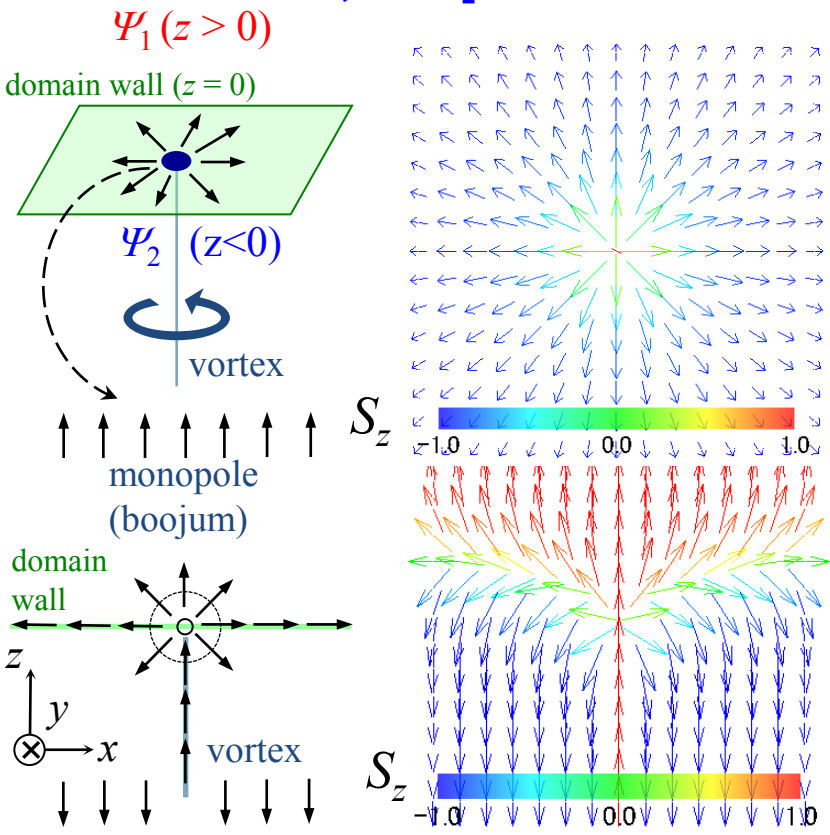 Ψ1 (z > 0)
domain wall (z = 0)
Ψ2 (z<0)
vortex
monopole
(boojum)
domain
wall
z
y
x
vortex
Sz
-1.0 0.0 1.0
Sz
-1.0 0.0 1.0